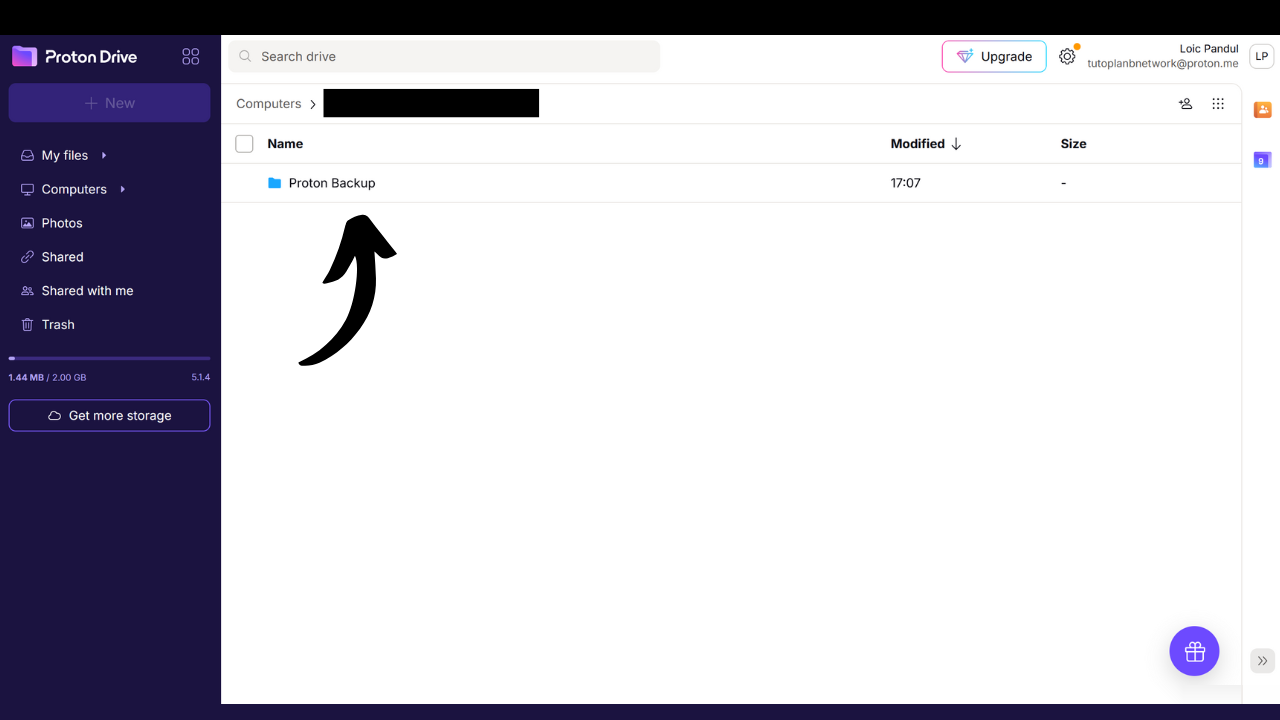 Proton Drive
Search drive
Upgrade
Loic Pandul
tutoplanbnetwork@proton.me
LP
New
Computers
Name
Modified
Size
My files
Proton Backup
17:07
-
Computers
Photos
Shared
Shared with me
Trash
1.44 MB / 2.00 GB
5.1.4
Get more storage
9